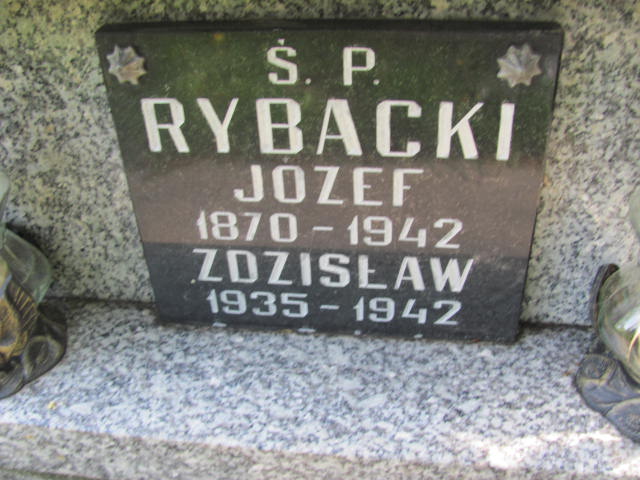 Ś. P.
RYBACKI
JÓZEF
1870 - 1942
ZDZISŁAW
1935 - 1942